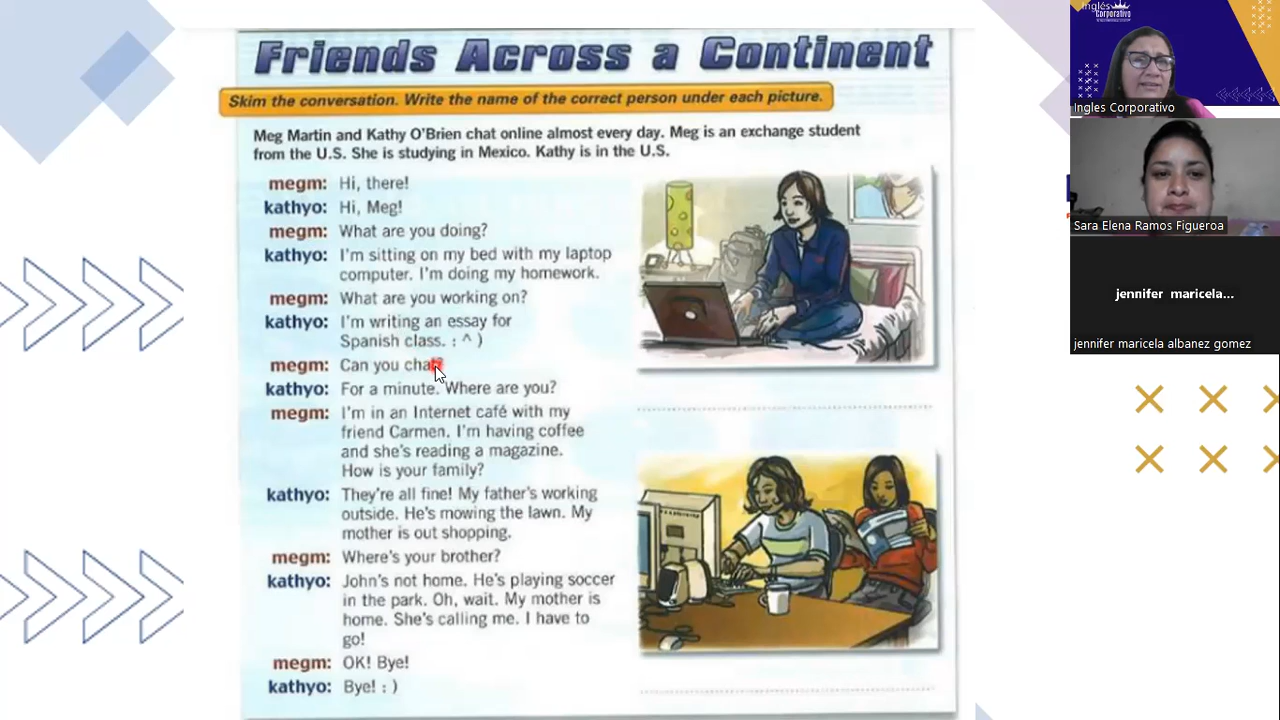 Friends Across a Continent
Skim the conversation. Write the name of the correct person under each picture.
Meg Martin and Kathy O'Brien chat online almost every day. Meg is an exchange student
from the U.S. She is studying in Mexico. Kathy is in the U.S.
megm: Hi, there!
kathyo: Hi, Meg!
megm: What are you doing?
kathyo: I'm sitting on my bed with my laptop
computer. I'm doing my homework.
megm: What are you working on?
kathyo: I'm writing an essay for
Spanish class. : ^ )
megm: Can you chat?
kathyo: For a minute. Where are you?
megm: I'm in an Internet café with my
friend Carmen. I'm having coffee
and she's reading a magazine.
How is your family?
kathyo: They're all fine! My father's working
outside. He's mowing the lawn. My
mother is out shopping.
megm: Where's your brother?
kathyo: John's not home. He's playing soccer
in the park. Oh, wait. My mother is
home. She's calling me. I have to
go!
megm: OK! Bye!
kathyo: Bye! : )
Inglés
Corporativo
Ingles Corporativo
Sara Elena Ramos Figueroa
jennifer maricela...
jennifer maricela albanez gomez